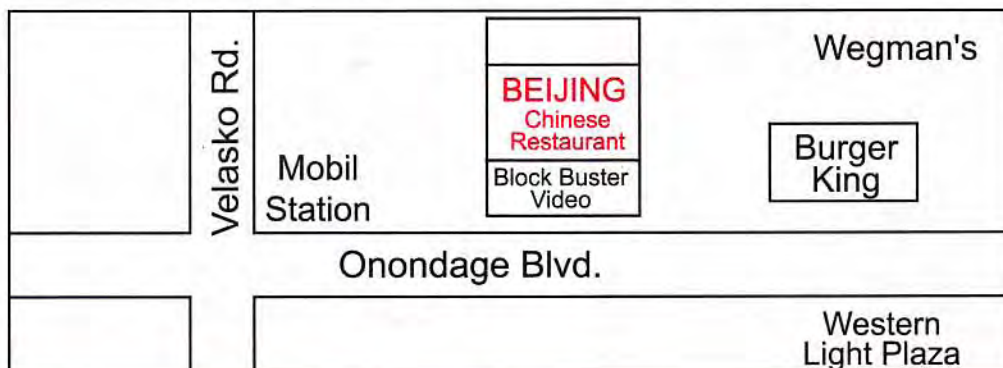 Velasko Rd.
Mobil
Station
BEIJING
Chinese
Restaurant
Block Buster
Video
Wegman's
Burger
King
Onondage Blvd.
Western
Light Plaza